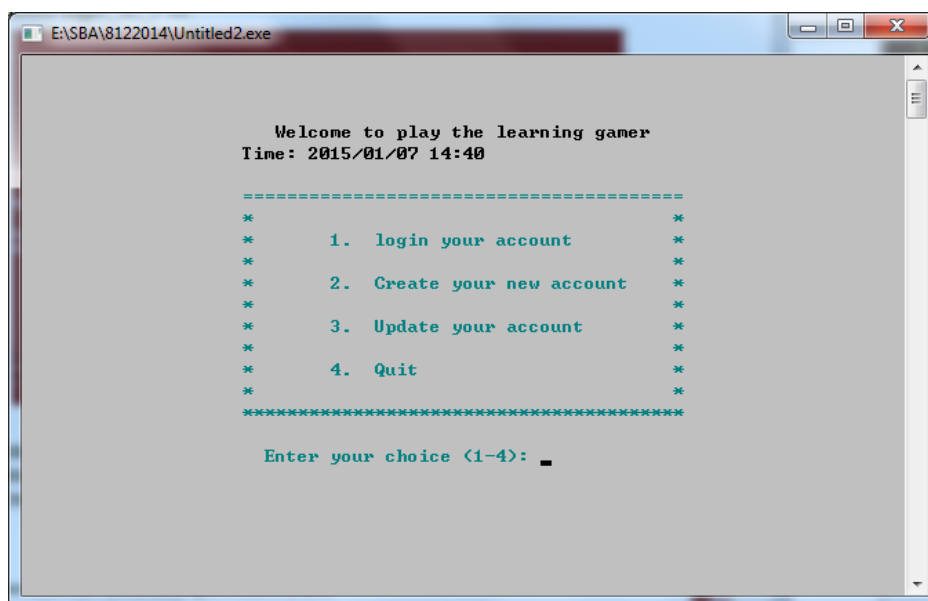 E:\SBA\8122014\Untitled2.exe
Welcome to play the learning gamer
Time: 2015/01/07 14:40
========================================
* *
* 1. login your account *
* *
* 2. Create your new account *
* *
* 3. Update your account *
* *
* 4. Quit *
* *
****************************************
Enter your choice (1-4): _